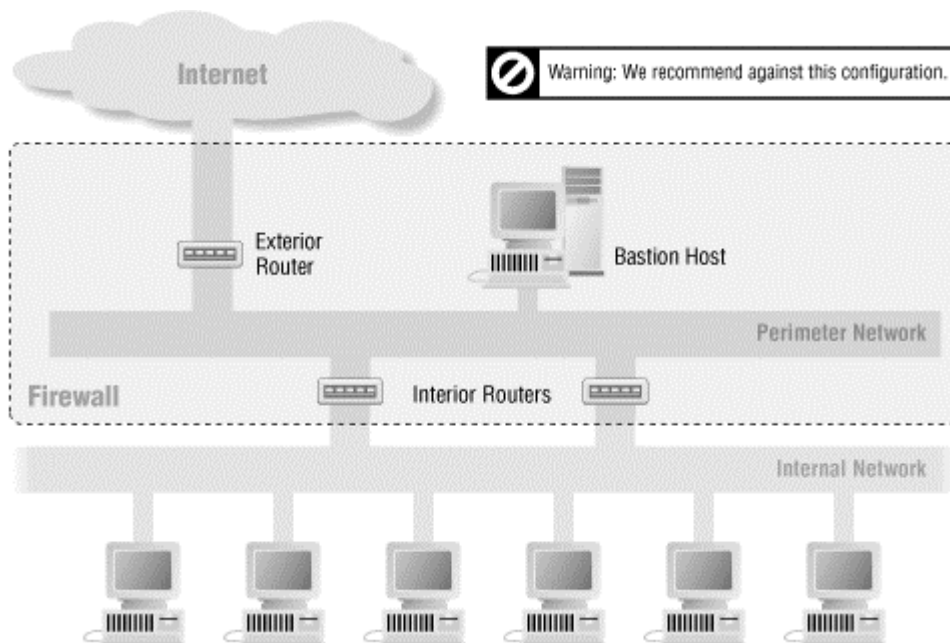 Internet
Warning: We recommend against this configuration.
Exterior
Router
Bastion Host
Perimeter Network
Firewall
Interior Routers
Internal Network